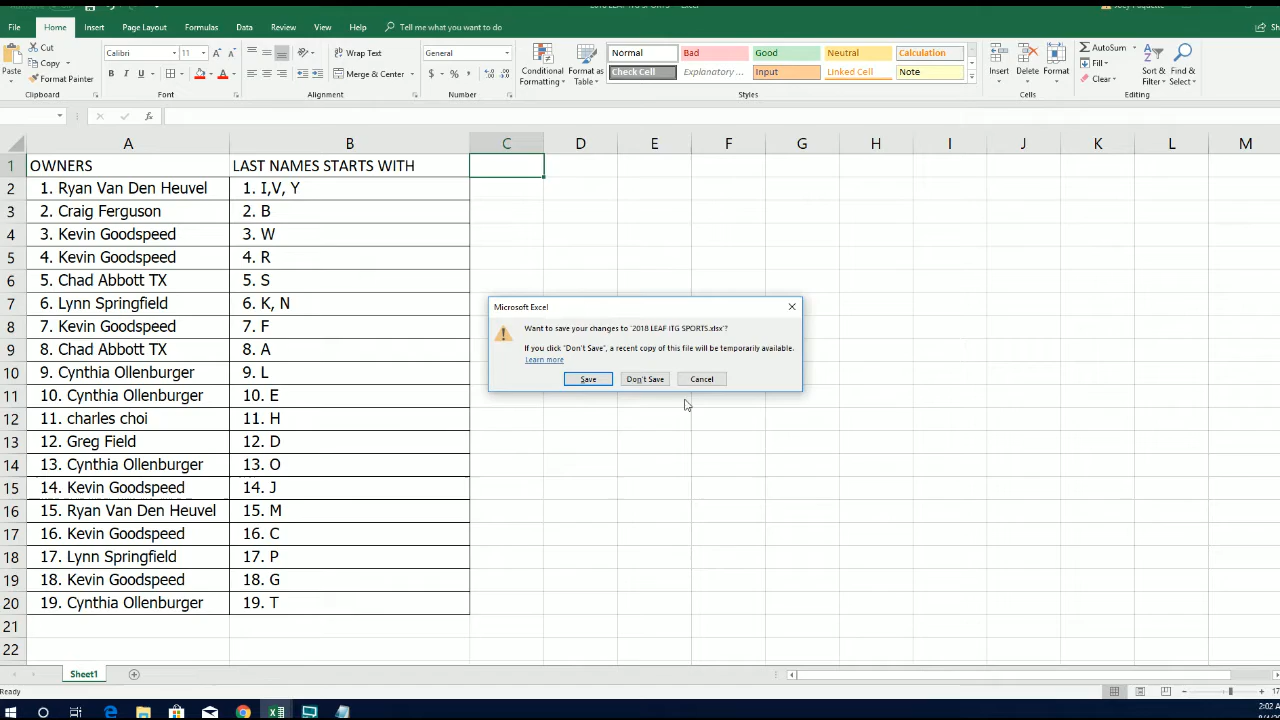 File Home Insert Page Layout Formulas Data Review View Help Tell me what you want to do
Cut Calibri 11 Wrap Text General Normal Bad Good Neutral Calculation AutoSum
Copy Fill
Paste Format Painter Merge & Center Conditional Formatting Format as Table Check Cell Explanatory ... Input Linked Cell Note Insert Delete Format Clear Sort & Filter Find & Select
Clipboard Font Alignment Number Styles Cells Editing
A B C D E F G H I J K L M
1 OWNERS LAST NAMES STARTS WITH
2 1. Ryan Van Den Heuvel 1. I,V, Y
3 2. Craig Ferguson 2. B
4 3. Kevin Goodspeed 3. W
5 4. Kevin Goodspeed 4. R
6 5. Chad Abbott TX 5. S
7 6. Lynn Springfield 6. K, N
8 7. Kevin Goodspeed 7. F
9 8. Chad Abbott TX 8. A
10 9. Cynthia Ollenburger 9. L
11 10. Cynthia Ollenburger 10. E
12 11. charles choi 11. H
13 12. Greg Field 12. D
14 13. Cynthia Ollenburger 13. O
15 14. Kevin Goodspeed 14. J
16 15. Ryan Van Den Heuvel 15. M
17 16. Kevin Goodspeed 16. C
18 17. Lynn Springfield 17. P
19 18. Kevin Goodspeed 18. G
20 19. Cynthia Ollenburger 19. T
21
22
Microsoft Excel
Want to save your changes to '2018 LEAF ITG SPORTS.xlsx'?
If you click "Don't Save", a recent copy of this file will be temporarily available.
Learn more
Save Don't Save Cancel
Sheet1
Ready
2:02